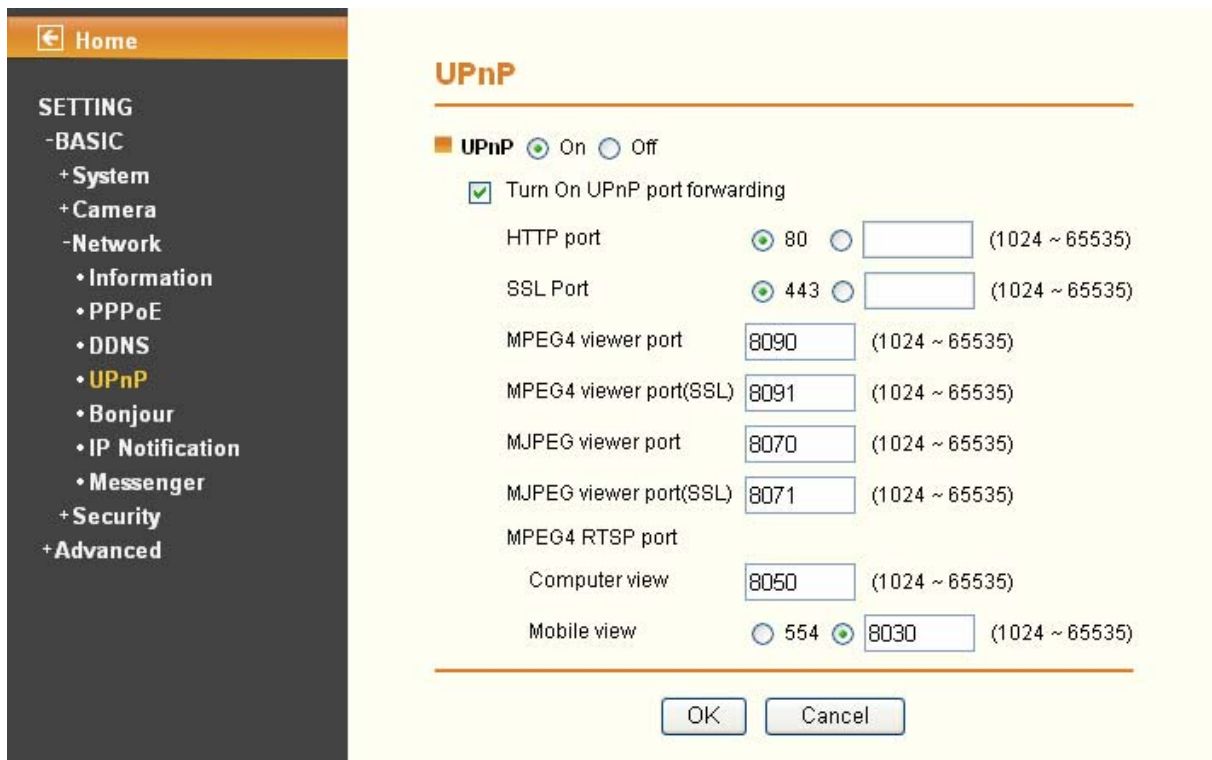 Home
SETTING
-BASIC
+System
+Camera
-Network
•Information
•PPPoE
•DDNS
•UPnP
•Bonjour
•IP Notification
•Messenger
+Security
+Advanced
UPnP
UPnP On Off
Turn On UPnP port forwarding
HTTP port 80 (1024 ~ 65535)
SSL Port 443 (1024 ~ 65535)
MPEG4 viewer port 8090 (1024 ~ 65535)
MPEG4 viewer port(SSL) 8091 (1024 ~ 65535)
MJPEG viewer port 8070 (1024 ~ 65535)
MJPEG viewer port(SSL) 8071 (1024 ~ 65535)
MPEG4 RTSP port
Computer view 8050 (1024 ~ 65535)
Mobile view 554 8030 (1024 ~ 65535)
OK Cancel